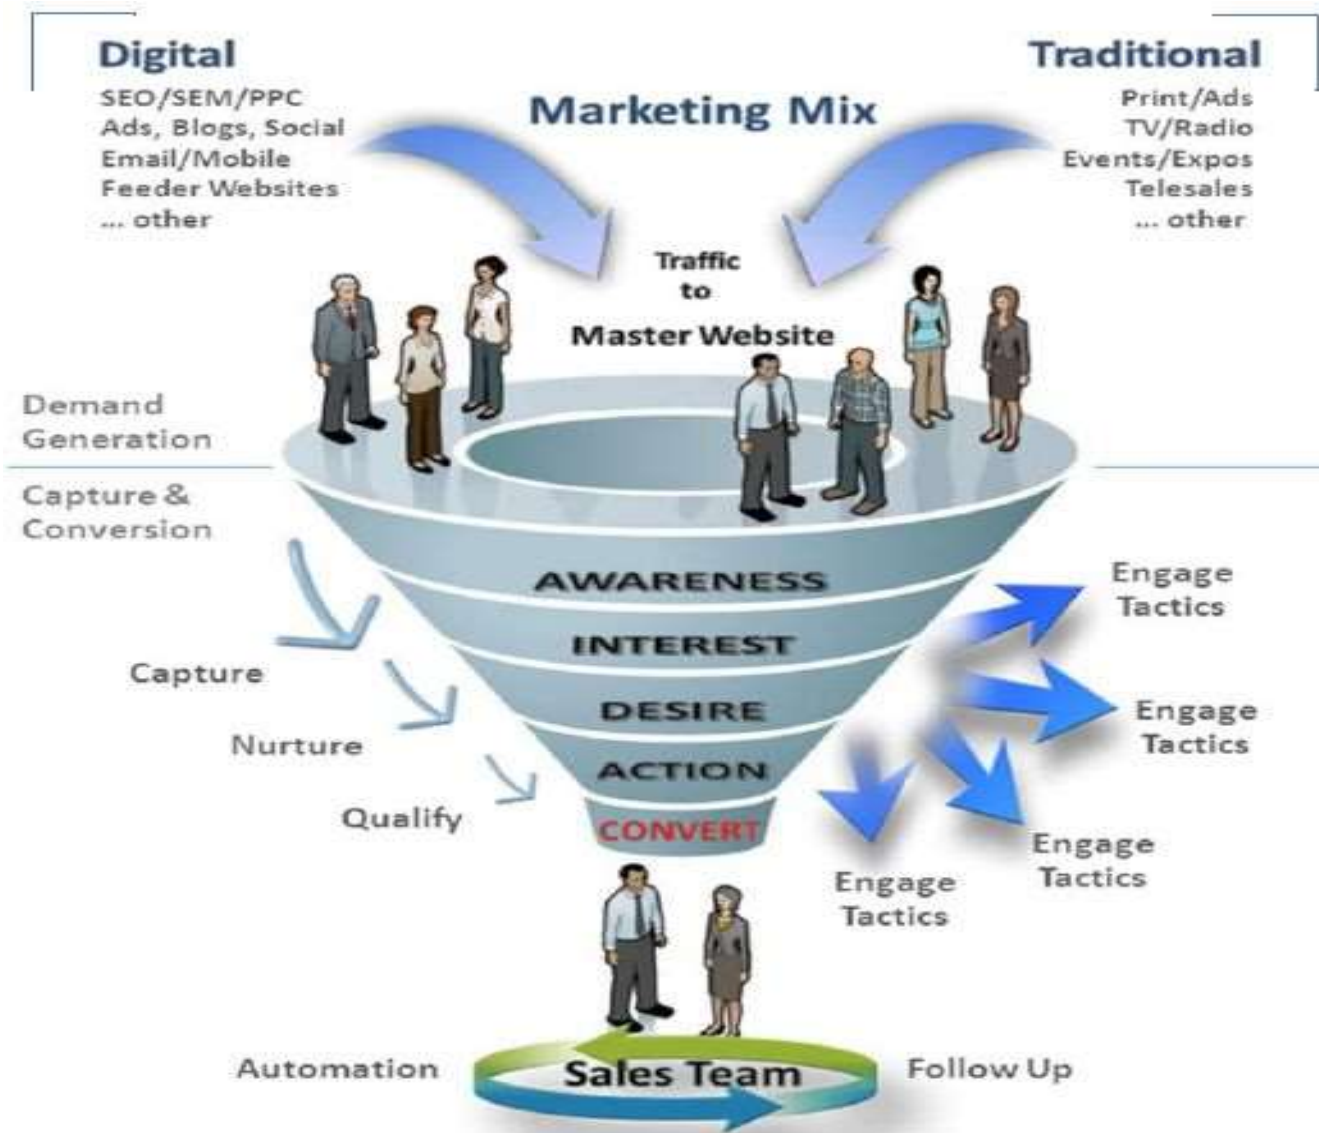 Digital
SEO/SEM/PPC
Ads, Blogs, Social
Email/Mobile
Feeder Websites
... other
Marketing Mix
Traditional
Print/Ads
TV/Radio
Events/Expos
Telesales
... other
Traffic
to
Master Website
Demand
Generation
Capture &
Conversion
AWARENESS
INTEREST
DESIRE
ACTION
CONVERT
Capture
Nurture
Qualify
Engage
Tactics
Engage
Tactics
Engage
Tactics
Engage
Tactics
Automation
Sales Team
Follow Up